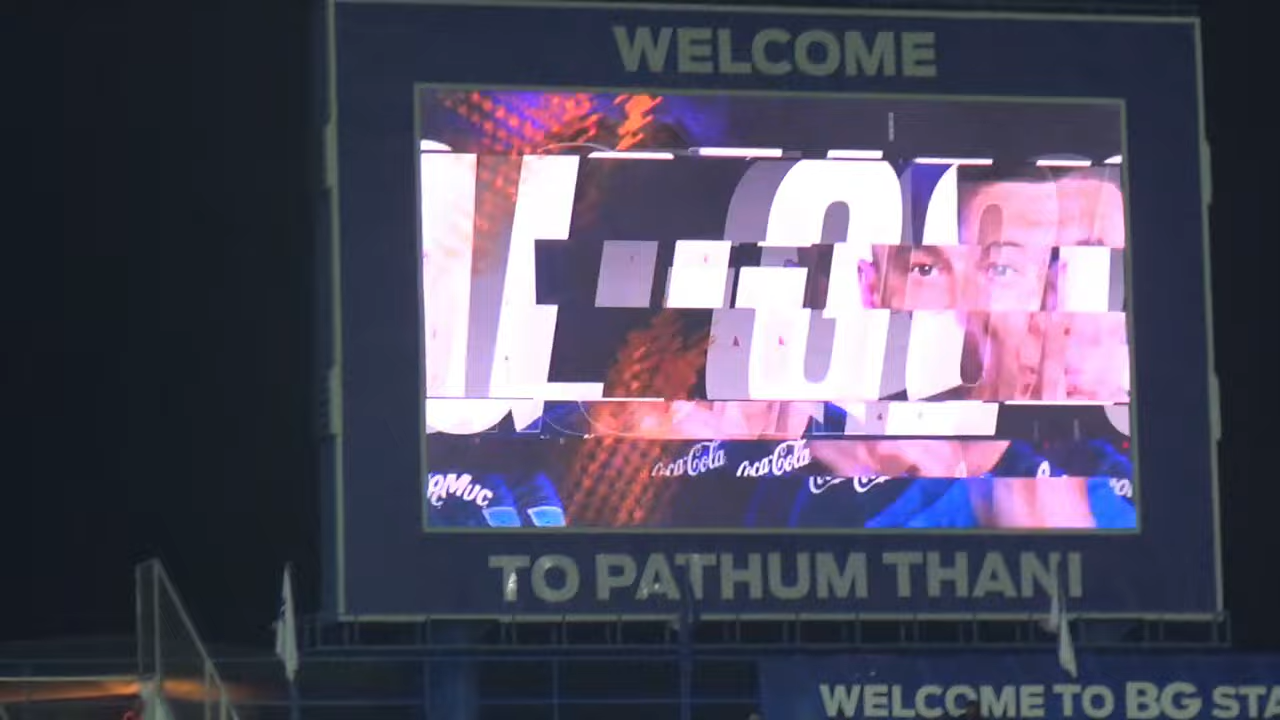 WELCOME
Coca-Cola Coca-Cola
TO PATHUM THANI
WELCOME TO BG STA